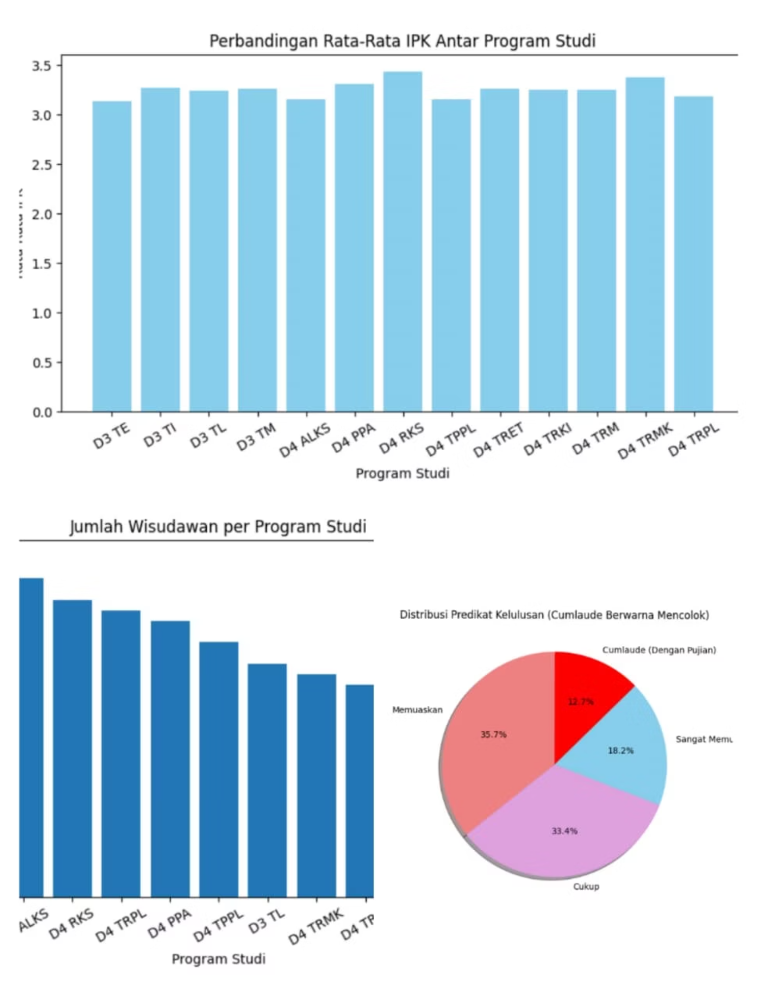 Perbandingan Rata-Rata IPK Antar Program Studi
3.5
3.0
2.5
2.0
1.5
1.0
0.5
0.0
D3 TE D3 TI D3 TL D3 TM D4 ALKS D4 PPA D4 RKS D4 TPPL D4 TRET D4 TRKI D4 TRM D4 TRMK D4 TRPL
Program Studi
Jumlah Wisudawan per Program Studi
ALKS D4 RKS D4 TRPL D4 PPA D4 TPPL D3 TL D4 TRMK D4
Program Studi
Distribusi Predikat Kelulusan (Cumlaude Berwarna Mencolok)
Cumlaude (Dengan Pujian)
12.7%
Memuaskan
35.7%
Sangat
18.2%
33.4%
Cukup